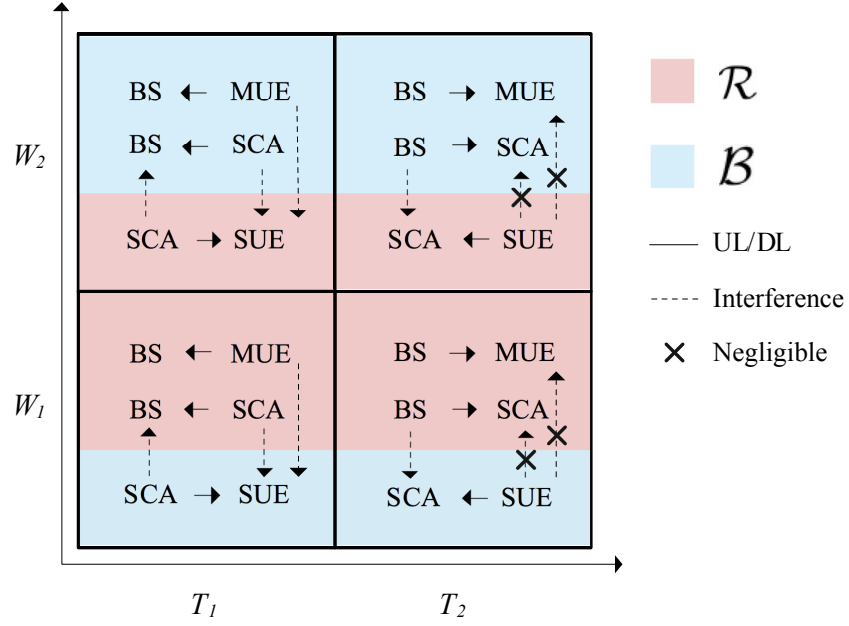 BS MUE BS MUE
ℛ
BS SCA BS SCA
ℬ
W₂
SCA SUE SCA SUE
UL/DL
Interference
BS MUE BS MUE
Negligible
BS SCA BS SCA
W₁
SCA SUE SCA SUE
T₁ T₂